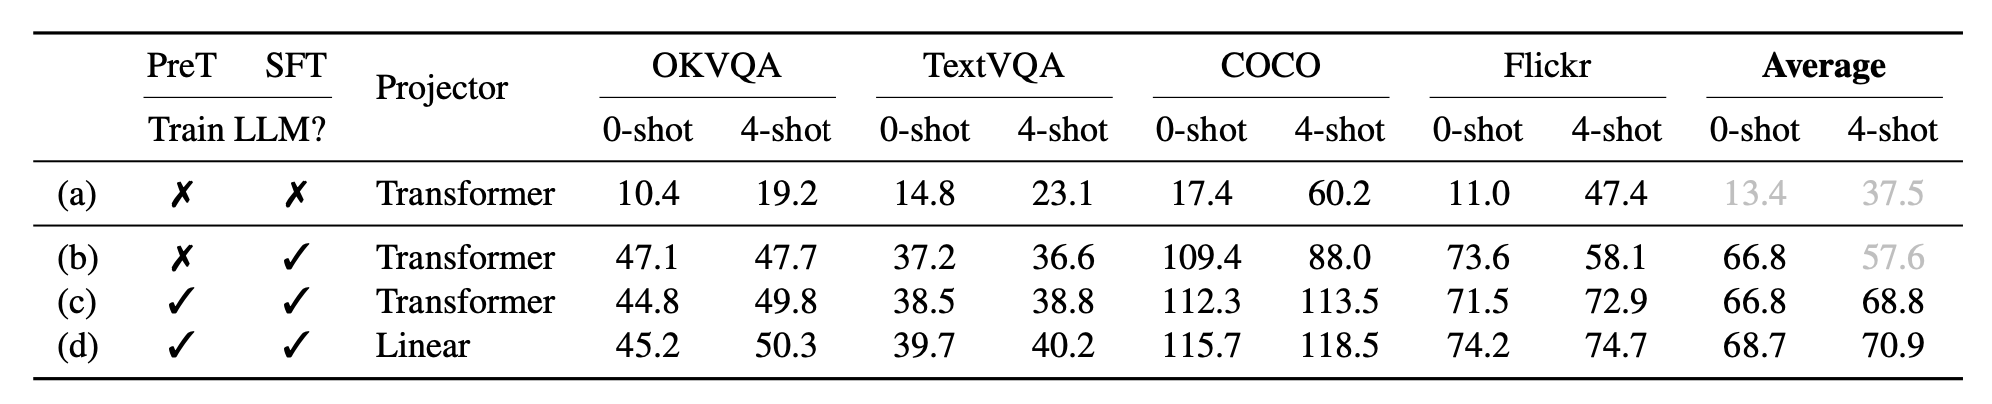 PreT SFT Projector OKVQA TextVQA COCO Flickr Average
Train LLM? 0-shot 4-shot 0-shot 4-shot 0-shot 4-shot 0-shot 4-shot 0-shot 4-shot
(a) ✗ ✗ Transformer 10.4 19.2 14.8 23.1 17.4 60.2 11.0 47.4 13.4 37.5
(b) ✗ ✓ Transformer 47.1 47.7 37.2 36.6 109.4 88.0 73.6 58.1 66.8 57.6
(c) ✓ ✓ Transformer 44.8 49.8 38.5 38.8 112.3 113.5 71.5 72.9 66.8 68.8
(d) ✓ ✓ Linear 45.2 50.3 39.7 40.2 115.7 118.5 74.2 74.7 68.7 70.9